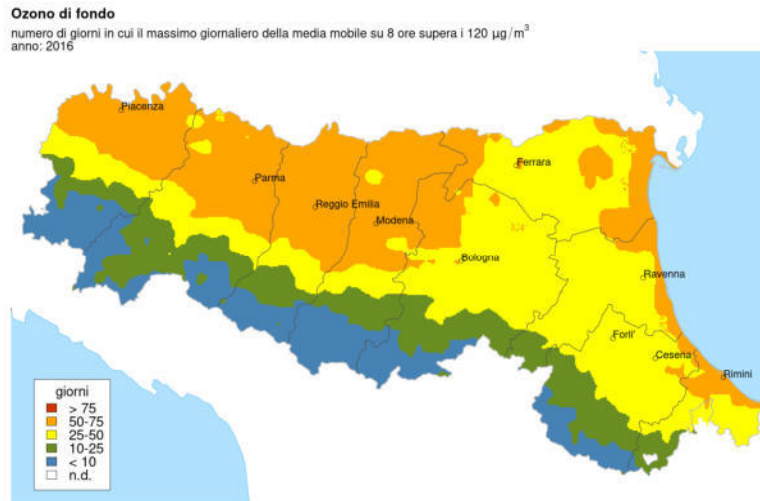 Ozono di fondo
numero di giorni in cui il massimo giornaliero della media mobile su 8 ore supera i 120 µg/m³
anno: 2016
Piacenza
Ferrara
Parma
Reggio Emilia
Modena
Bologna
Ravenna
Forli'
Cesena
Rimini
giorni
> 75
50-75
25-50
10-25
< 10
n.d.